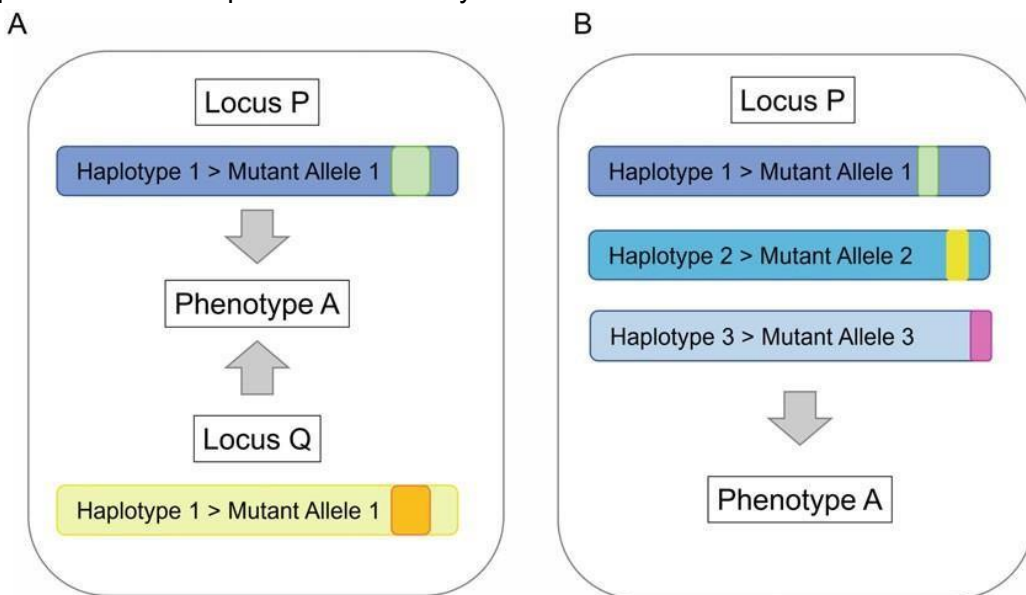 A
Locus P
Haplotype 1 > Mutant Allele 1
Phenotype A
Locus Q
Haplotype 1 > Mutant Allele 1
B
Locus P
Haplotype 1 > Mutant Allele 1
Haplotype 2 > Mutant Allele 2
Haplotype 3 > Mutant Allele 3
Phenotype A